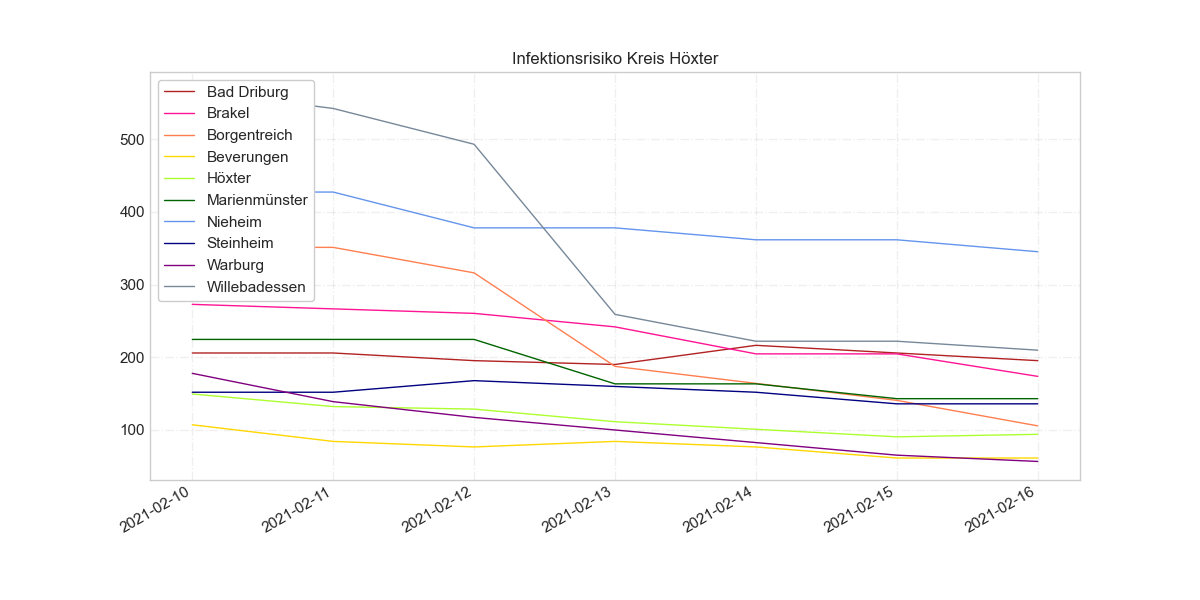 Infektionsrisiko Kreis Höxter
Bad Driburg
Brakel
Borgentreich
Beverungen
Höxter
Marienmünster
Nieheim
Steinheim
Warburg
Willebadessen
500
400
300
200
100
2021-02-10
2021-02-11
2021-02-12
2021-02-13
2021-02-14
2021-02-15
2021-02-16